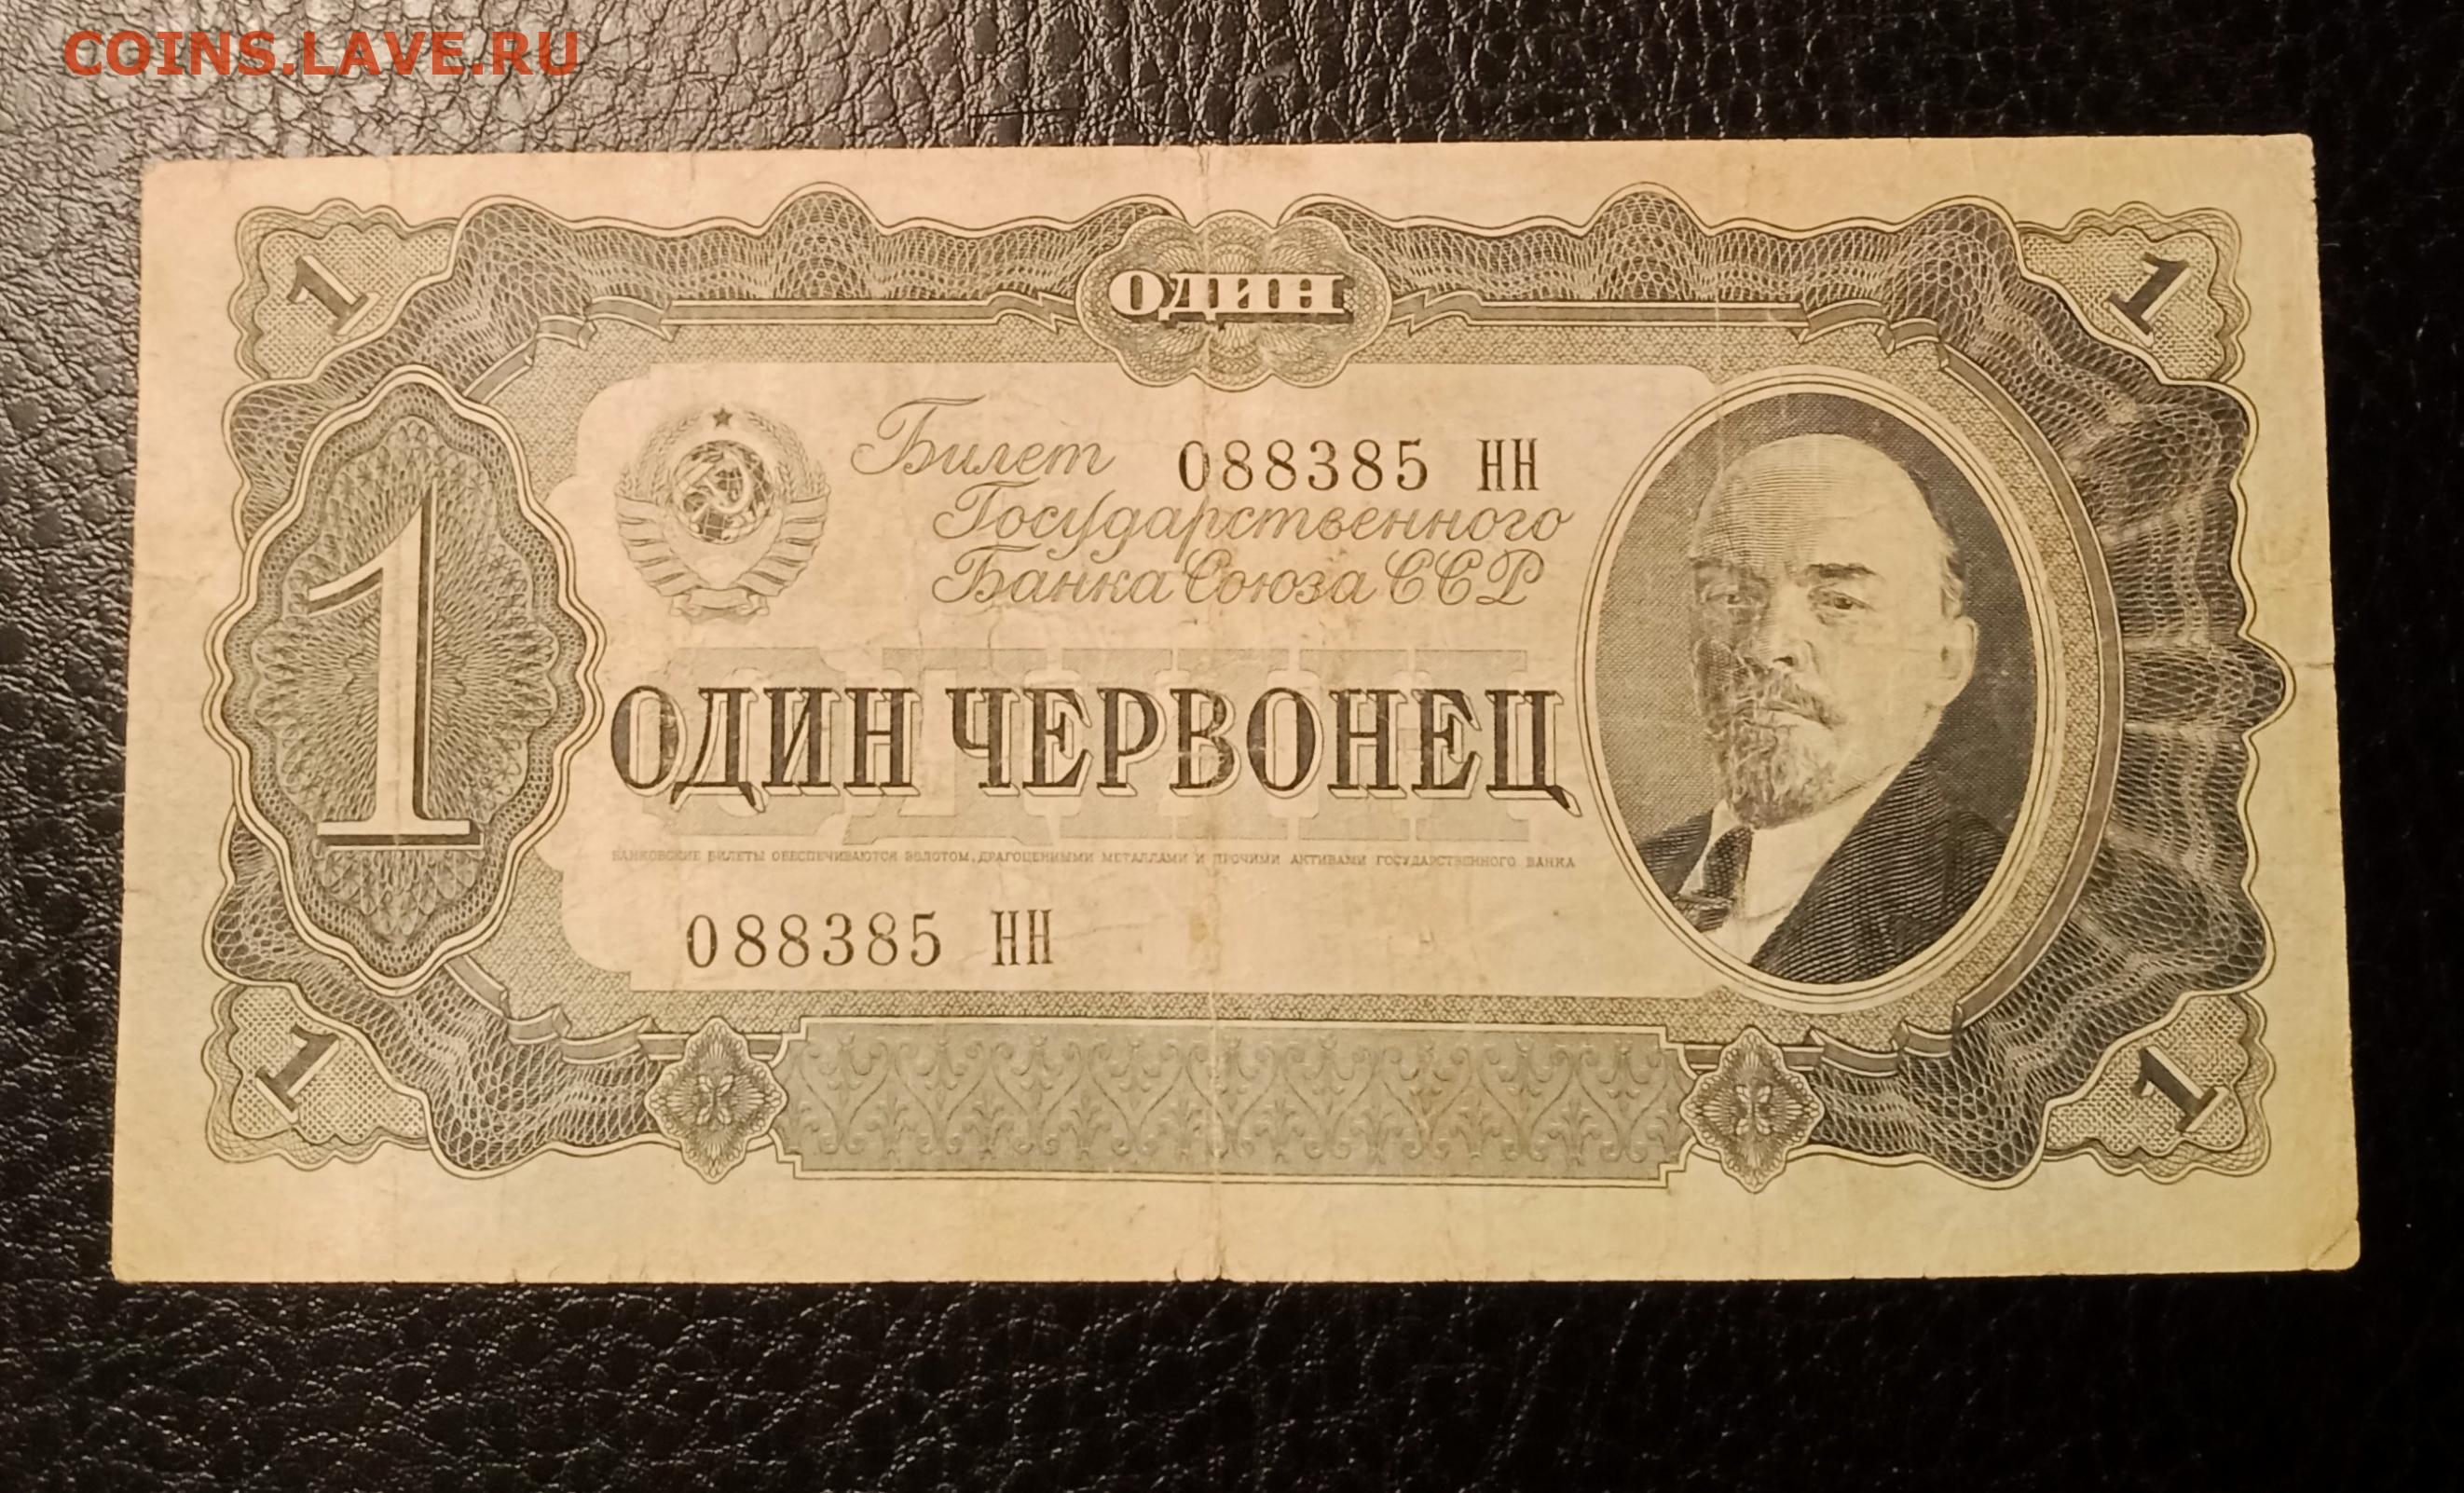 COINS.LAVE.RU
1
ОДИН
1
Билет 088385 НН
Государственного
Банка Союза ССР
1
ОДИН
ОДИН ЧЕРВОНЕЦ
БАНКОВСКИЕ БИЛЕТЫ ОБЕСПЕЧИВАЮТСЯ ЗОЛОТОМ, ДРАГОЦЕННЫМИ МЕТАЛЛАМИ И ПРОЧИМИ АКТИВАМИ ГОСУДАРСТВЕННОГО БАНКА
088385 НН
1
1